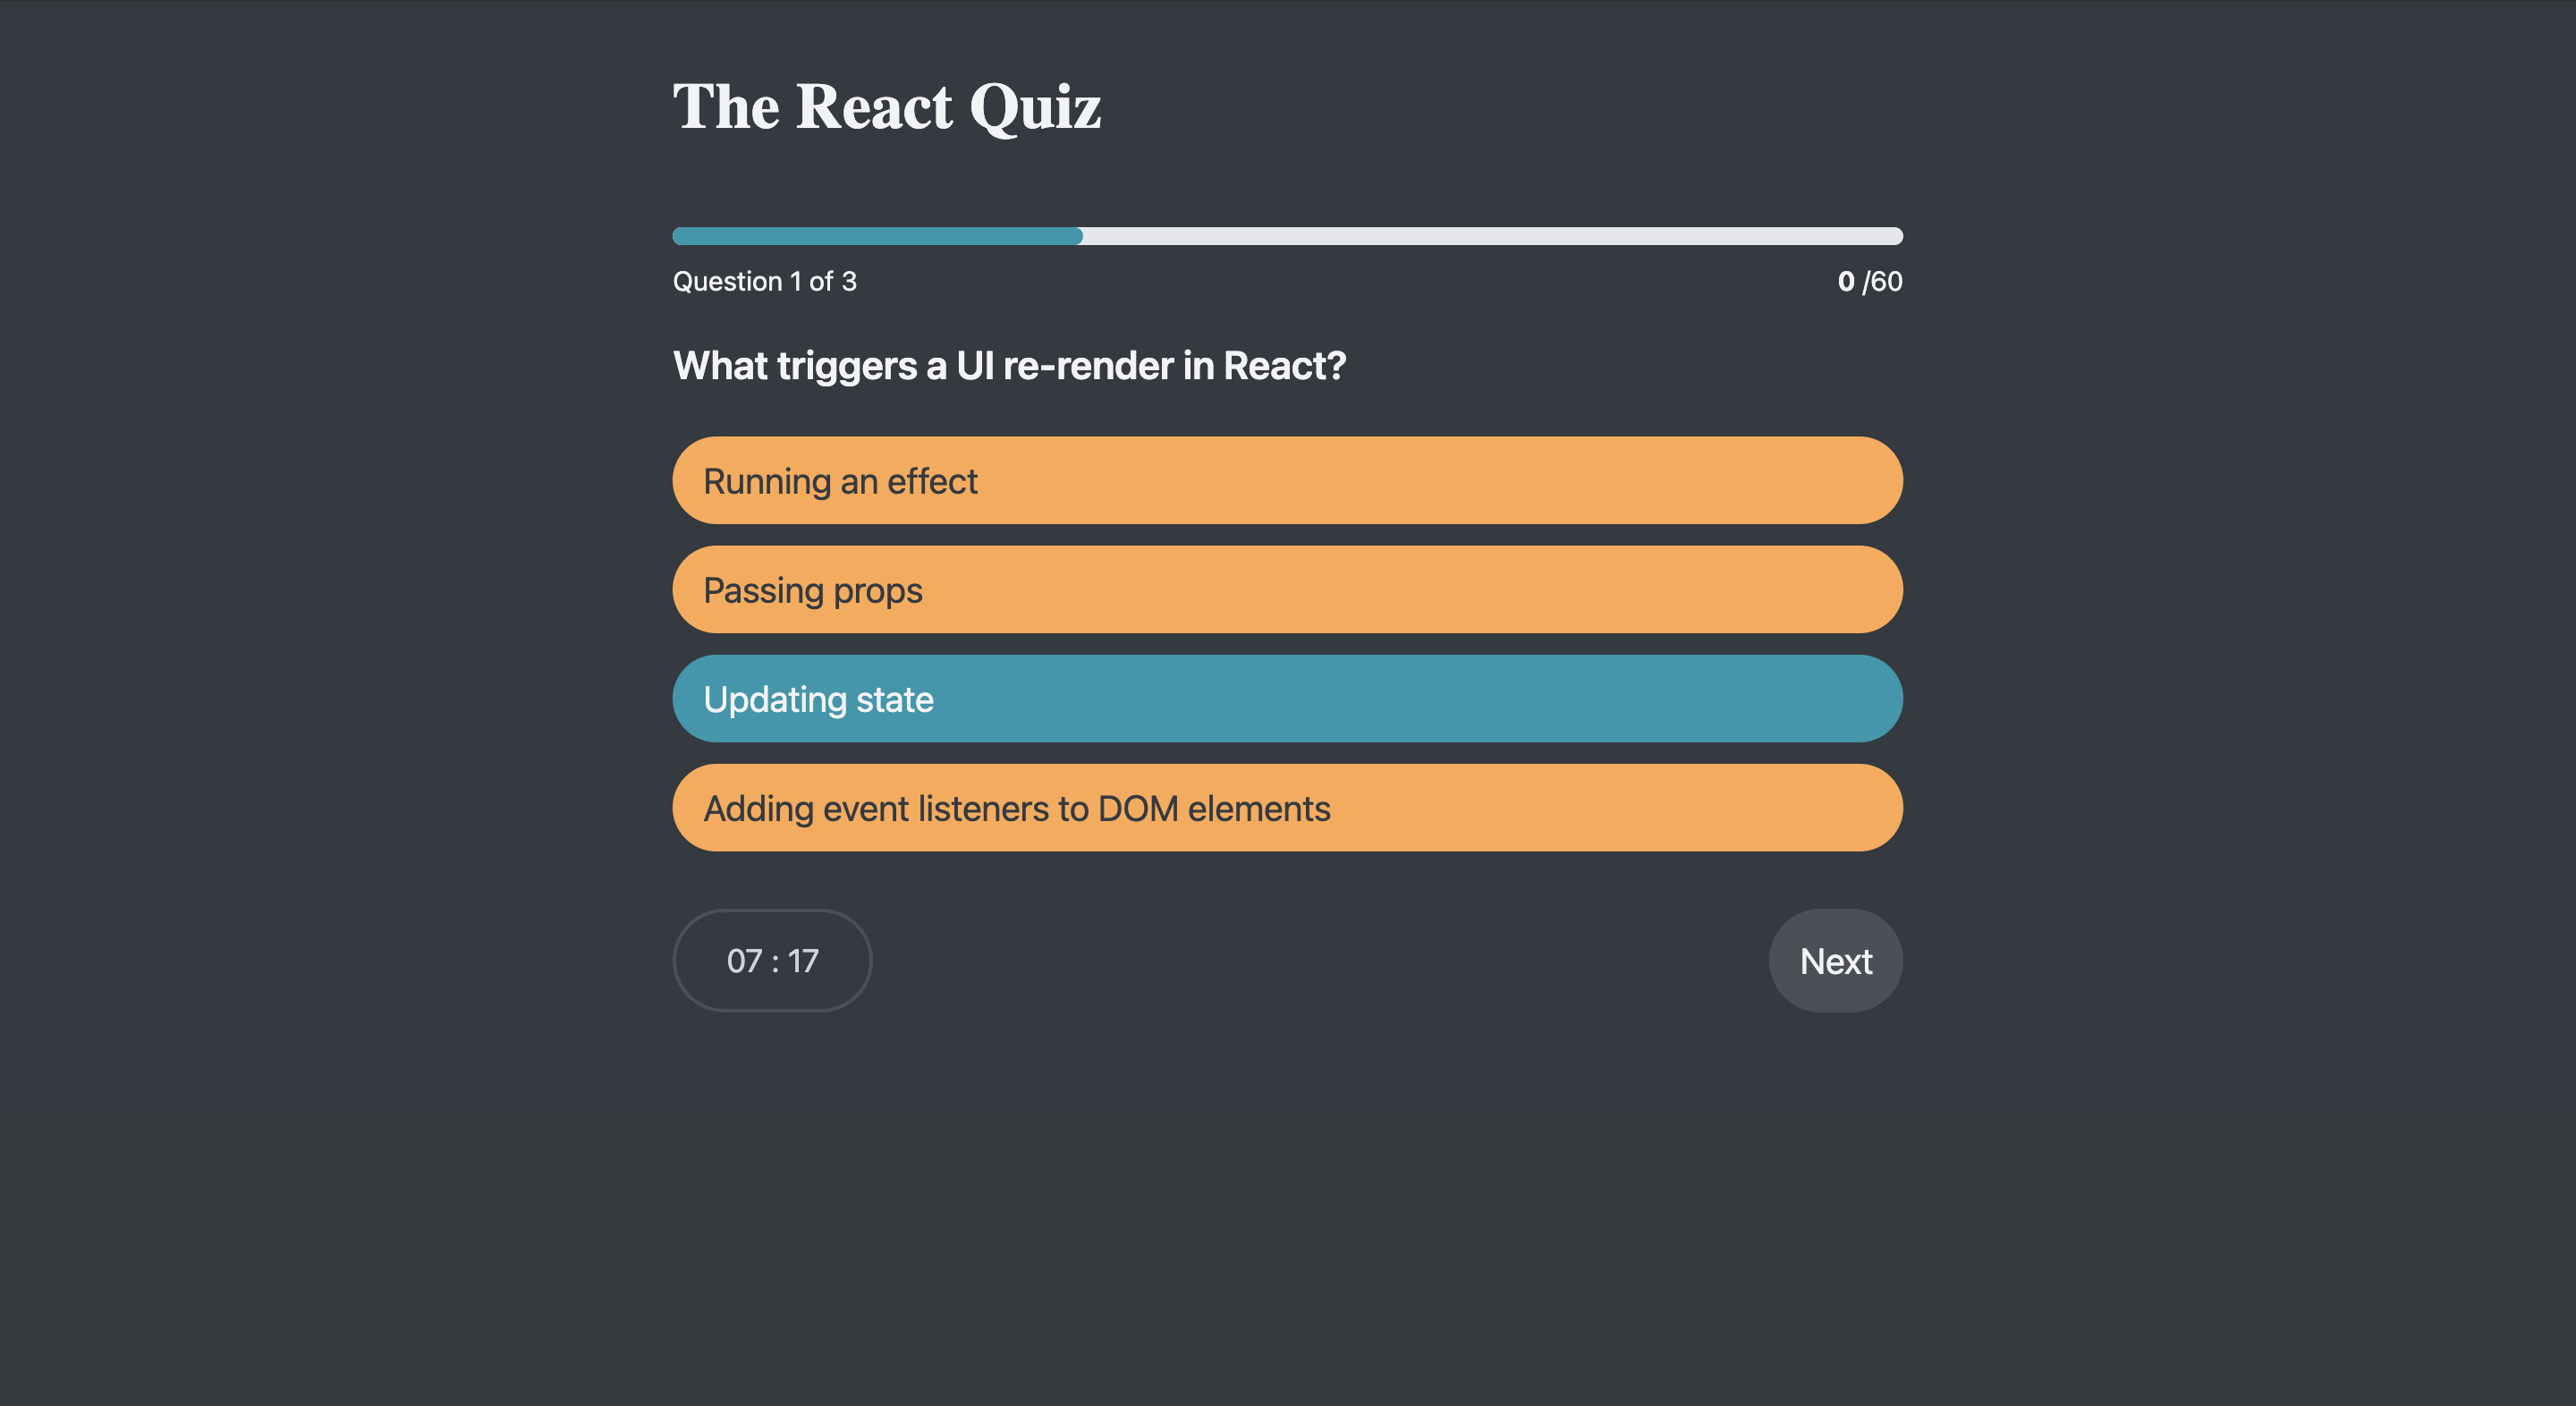 The React Quiz
Question 1 of 3
0 /60
What triggers a UI re-render in React?
Running an effect
Passing props
Updating state
Adding event listeners to DOM elements
07 : 17
Next